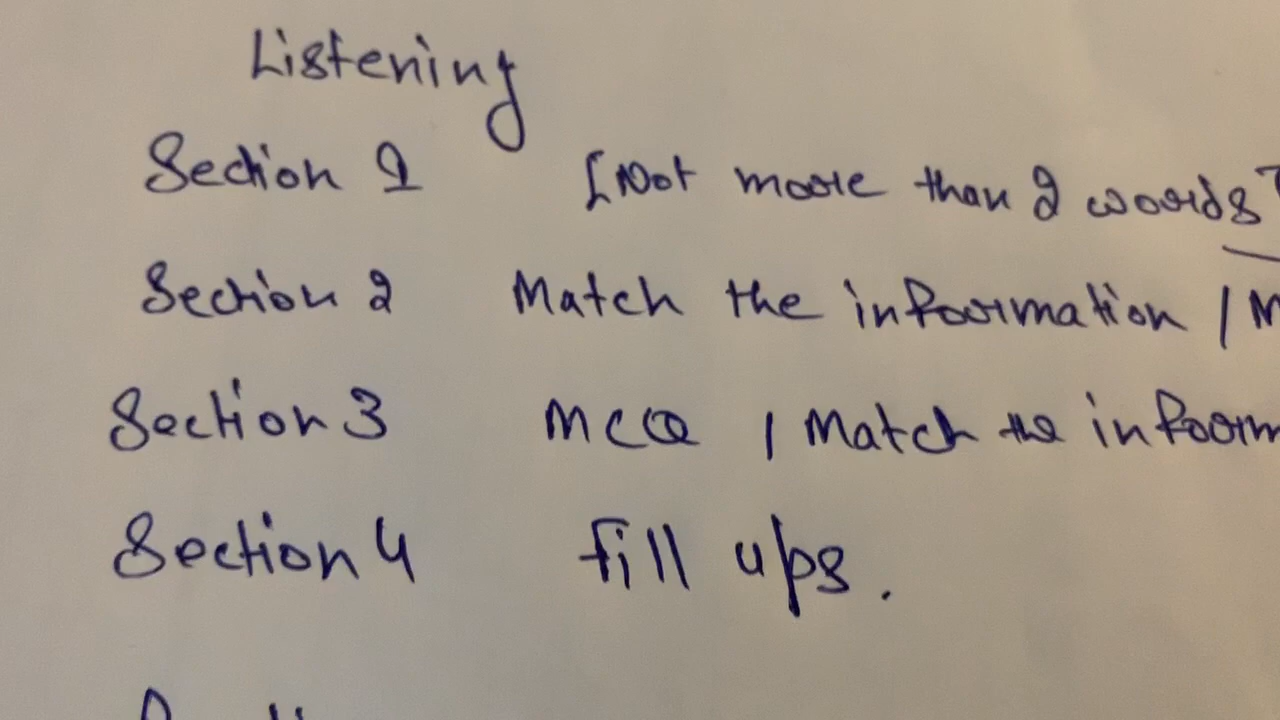 Listening
Section 1 [Not more than 2 words]
Section 2 Match the information / M
Section 3 MCQ / Match the inform
Section 4 fill ups.